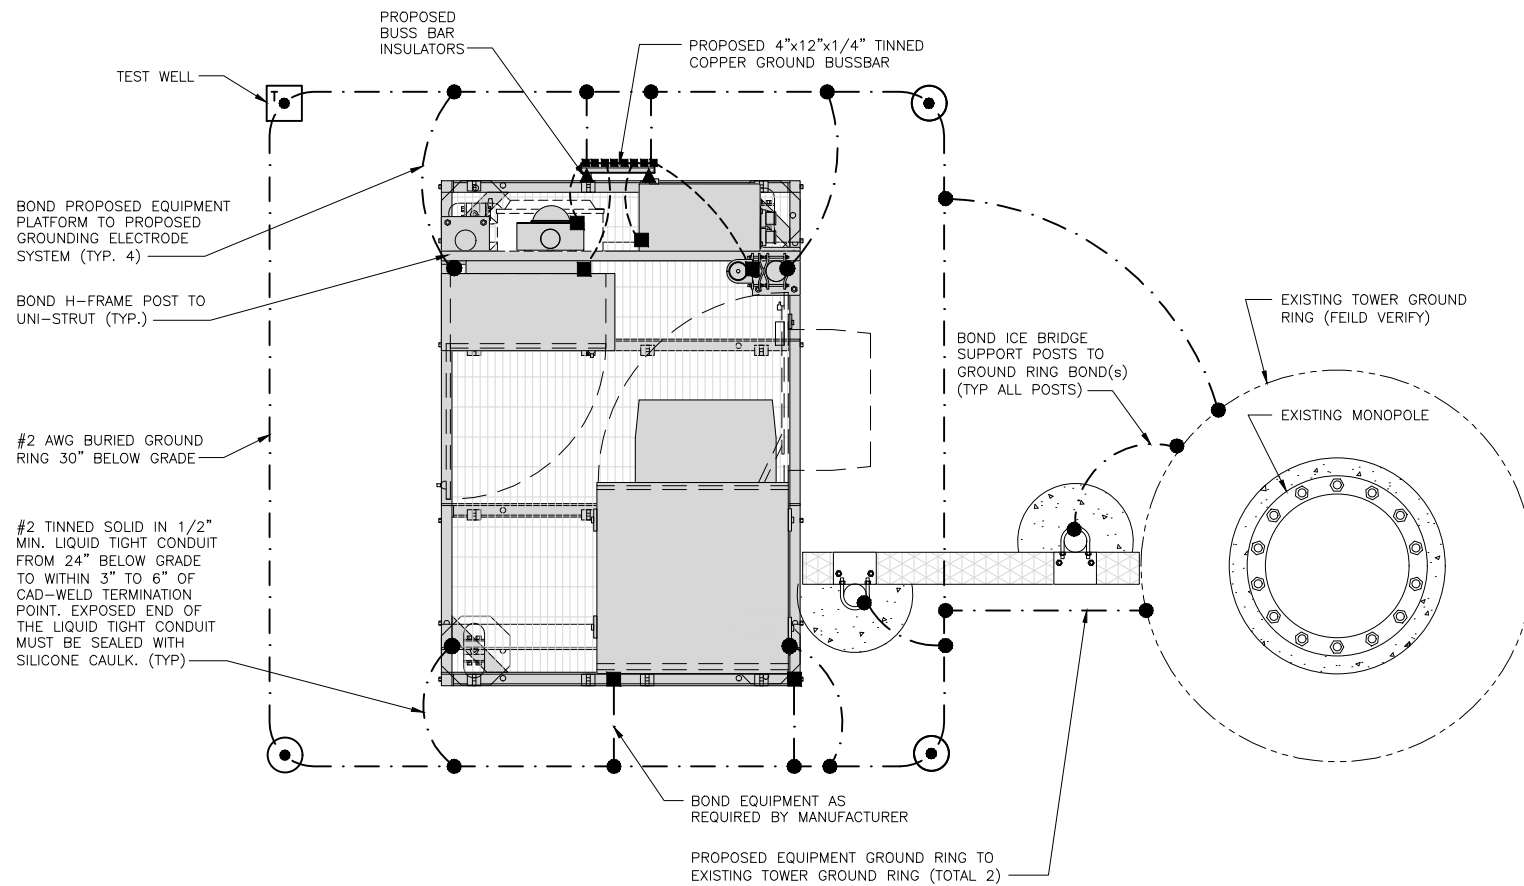 PROPOSED
BUSS BAR
INSULATORS
PROPOSED 4"x12"x1/4" TINNED
COPPER GROUND BUSSBAR
TEST WELL
T
BOND PROPOSED EQUIPMENT
PLATFORM TO PROPOSED
GROUNDING ELECTRODE
SYSTEM (TYP. 4)
BOND H-FRAME POST TO
UNI-STRUT (TYP.)
EXISTING TOWER GROUND
RING (FEILD VERIFY)
BOND ICE BRIDGE
SUPPORT POSTS TO
GROUND RING BOND(s)
(TYP ALL POSTS)
EXISTING MONOPOLE
#2 AWG BURIED GROUND
RING 30" BELOW GRADE
#2 TINNED SOLID IN 1/2"
MIN. LIQUID TIGHT CONDUIT
FROM 24" BELOW GRADE
TO WITHIN 3" TO 6" OF
CAD-WELD TERMINATION
POINT. EXPOSED END OF
THE LIQUID TIGHT CONDUIT
MUST BE SEALED WITH
SILICONE CAULK. (TYP)
BOND EQUIPMENT AS
REQUIRED BY MANUFACTURER
PROPOSED EQUIPMENT GROUND RING TO
EXISTING TOWER GROUND RING (TOTAL 2)